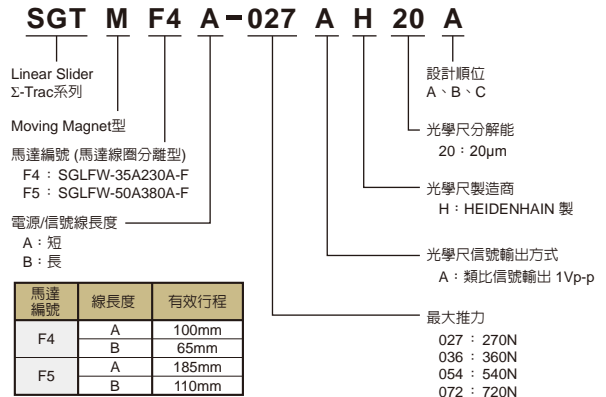 SGT M F4 A-027 A H 20 A
Linear Slider
Σ-Trac系列
Moving Magnet型
馬達編號 (馬達線圈分離型)
F4：SGLFW-35A230A-F
F5：SGLFW-50A380A-F
電源/信號線長度
A：短
B：長
馬達編號 線長度 有效行程
F4 A 100mm
B 65mm
F5 A 185mm
B 110mm
設計順位
A、B、C
光學尺分解能
20：20μm
光學尺製造商
H：HEIDENHAIN 製
光學尺信號輸出方式
A：類比信號輸出 1Vp-p
最大推力
027：270N
036：360N
054：540N
072：720N